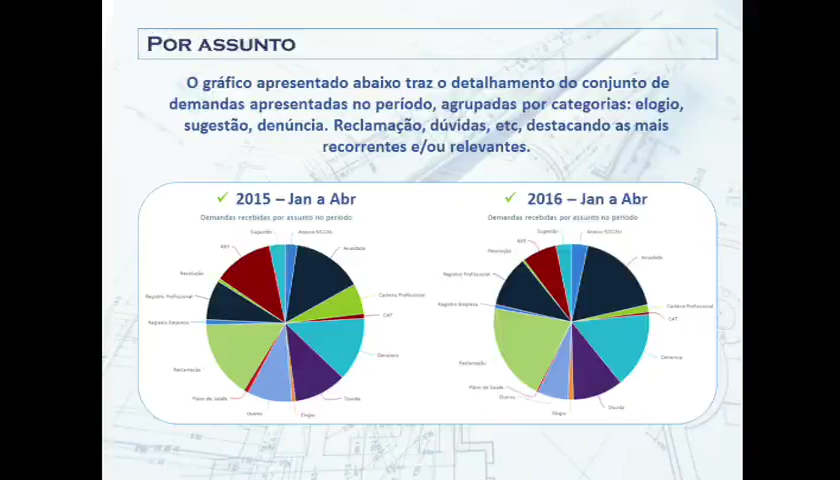 POR ASSUNTO
O gráfico apresentado abaixo traz o detalhamento do conjunto de
demandas apresentadas no período, agrupadas por categorias: elogio,
sugestão, denúncia. Reclamação, dúvidas, etc, destacando as mais
recorrentes e/ou relevantes.
✓ 2015 – Jan a Abr
Demandas recebidas por assunto no período
Sugestão
Acesso SICCAU
RRT
Anuidade
Resolução
Carteira Profissional
Registro Profissional
CAT
Registro Empresa
Denúncia
Reclamação
Plano de Saúde
Dúvida
Outros
Elogio
✓ 2016 – Jan a Abr
Demandas recebidas por assunto no período
Sugestão
Acesso SICCAU
RRT
Resolução
Anuidade
Registro Profissional
Registro Empresa
Carteira Profissional
CAT
Denúncia
Reclamação
Plano de Saúde
Outros
Dúvida
Elogio